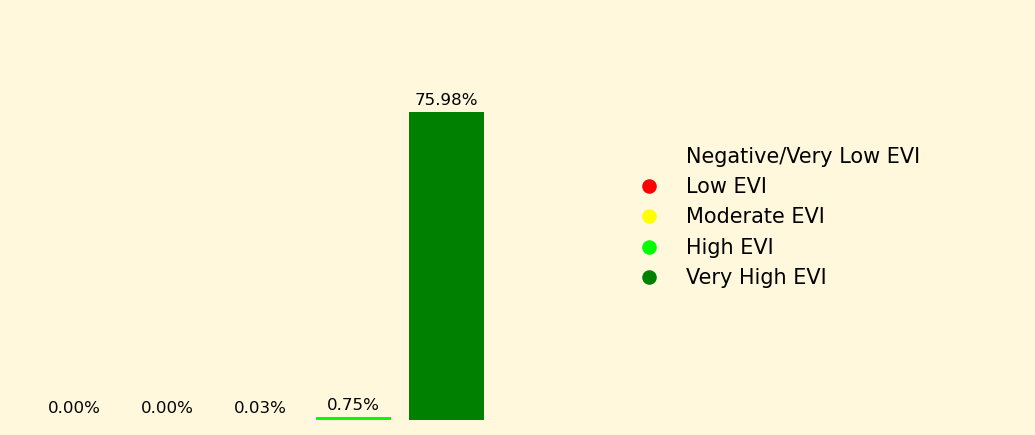 75.98%
0.00%
0.00%
0.03%
0.75%
Negative/Very Low EVI
Low EVI
Moderate EVI
High EVI
Very High EVI